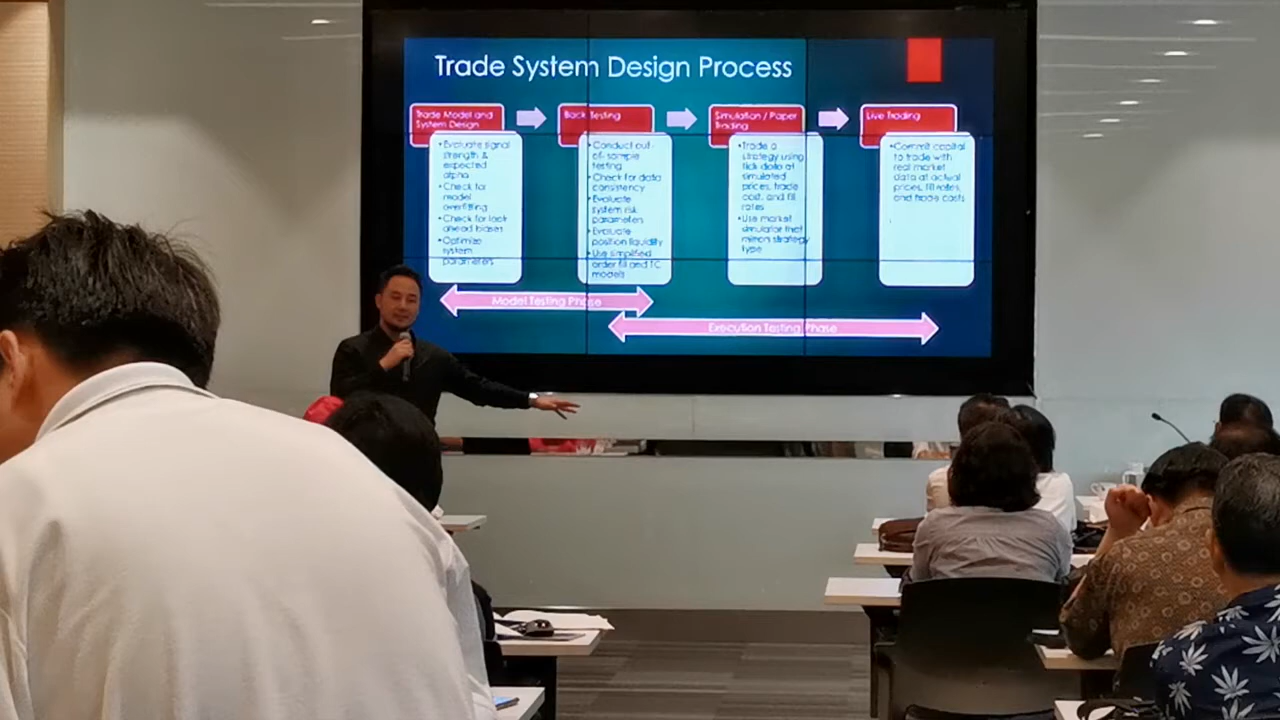 Trade System Design Process
Trade Model and
System Design
• Evaluate signal
strength &
expected
alpha
• Check for
model
overfitting
• Check for look
ahead biases
• Optimize
system
parameters
Back Testing
• Conduct out-
of- sample
testing
• Check for data
consistency
• Evaluate
system risk
parameters
• Evaluate
position liquidity
• Use simplified
order fill and TC
models
Simulation / Paper
Trading
• Trade a
strategy using
tick data at
simulated
prices, trade
cost, and fill
rates
• Use market
simulator that
mirrors strategy
type
Live Trading
• Commit capital
to trade with
real market
data at actual
prices, fill rates,
and trade costs
Model Testing Phase
Execution Testing Phase